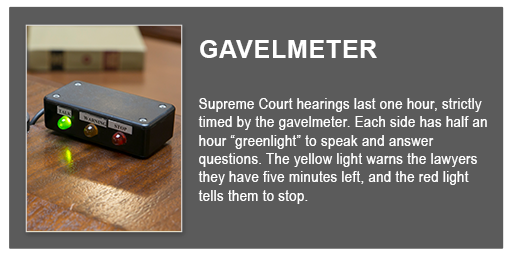 GAVELMETER
Supreme Court hearings last one hour, strictly
timed by the gavelmeter. Each side has half an
hour “greenlight” to speak and answer
questions. The yellow light warns the lawyers
they have five minutes left, and the red light
tells them to stop.
WARNING
STOP